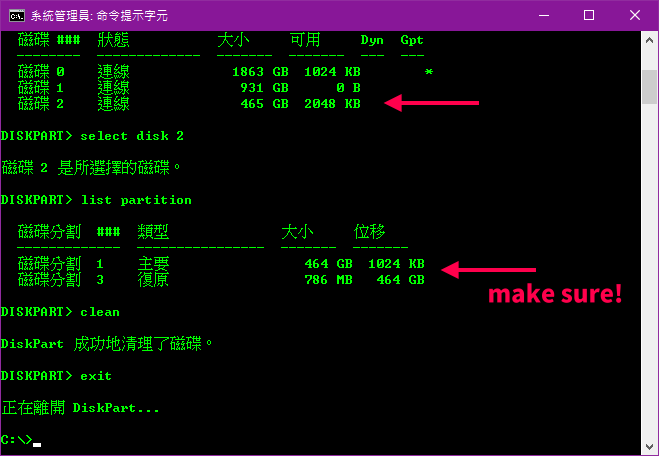 系統管理員: 命令提示字元
磁碟 ###  狀態           大小     可用     Dyn  Gpt
--------  -------------  -------  -------  ---  ---
磁碟 0    連線           1863 GB  1024 KB        *
磁碟 1    連線            931 GB      0 B
磁碟 2    連線            465 GB  2048 KB
DISKPART> select disk 2
磁碟 2 是所選擇的磁碟。
DISKPART> list partition
磁碟分割  ###  類型              大小     位移
-------------  ----------------  -------  -------
磁碟分割  1    主要               464 GB  1024 KB
磁碟分割  3    復原               786 MB   464 GB
make sure!
DISKPART> clean
DiskPart 成功地清理了磁碟。
DISKPART> exit
正在離開 DiskPart...
C:\>